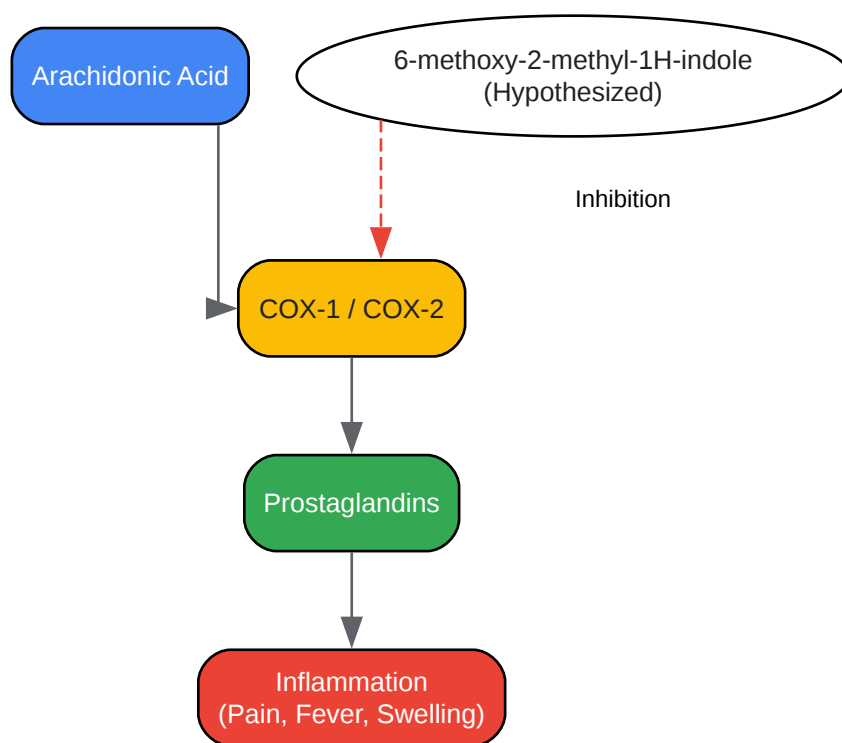 Arachidonic Acid
6-methoxy-2-methyl-1H-indole
(Hypothesized)
Inhibition
COX-1 / COX-2
Prostaglandins
Inflammation
(Pain, Fever, Swelling)